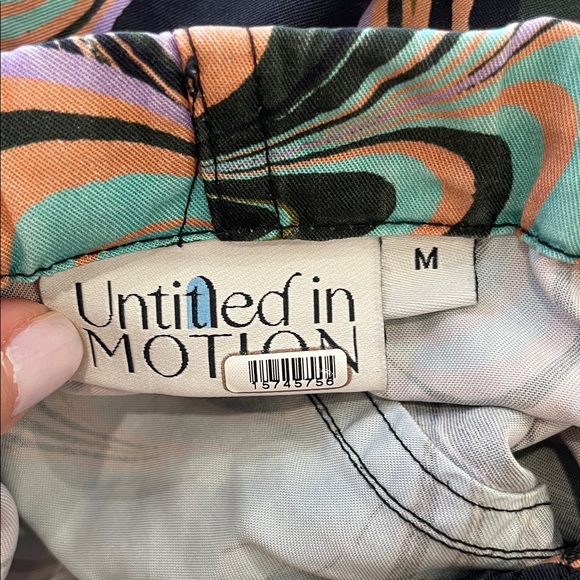 Untitled in
MOTION
M
15745758